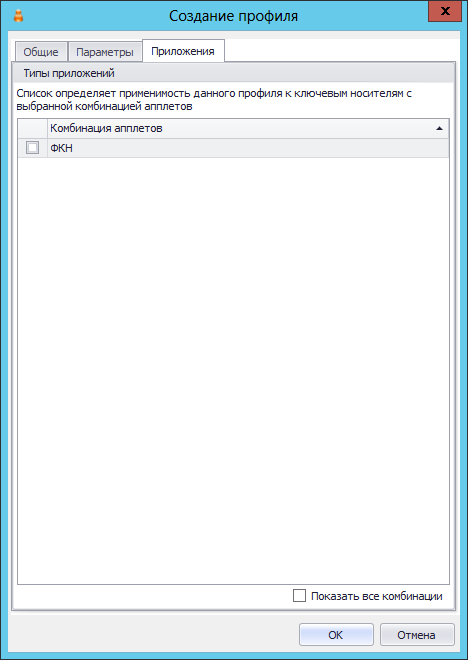 Создание профиля
x
Общие
Параметры
Приложения
Типы приложений
Список определяет применимость данного профиля к ключевым носителям с
выбранной комбинацией апплетов
Комбинация апплетов
ФКН
Показать все комбинации
ОК
Отмена